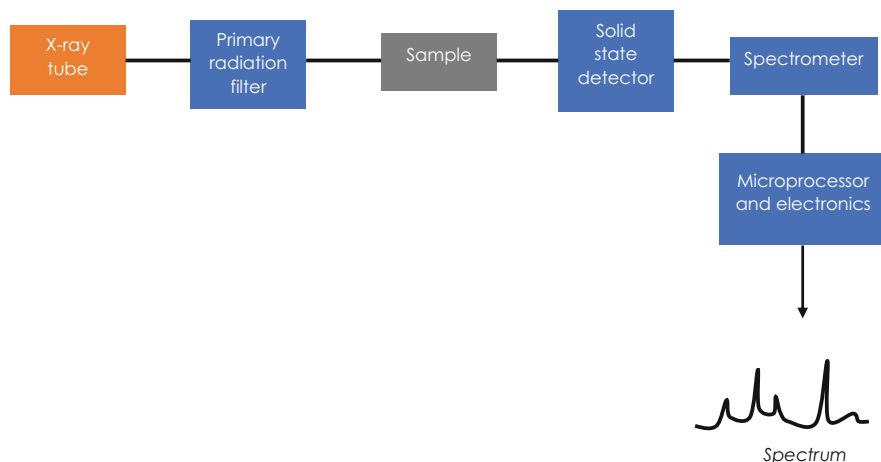 X-ray
tube
Primary
radiation
filter
Sample
Solid
state
detector
Spectrometer
Microprocessor
and electronics
Spectrum